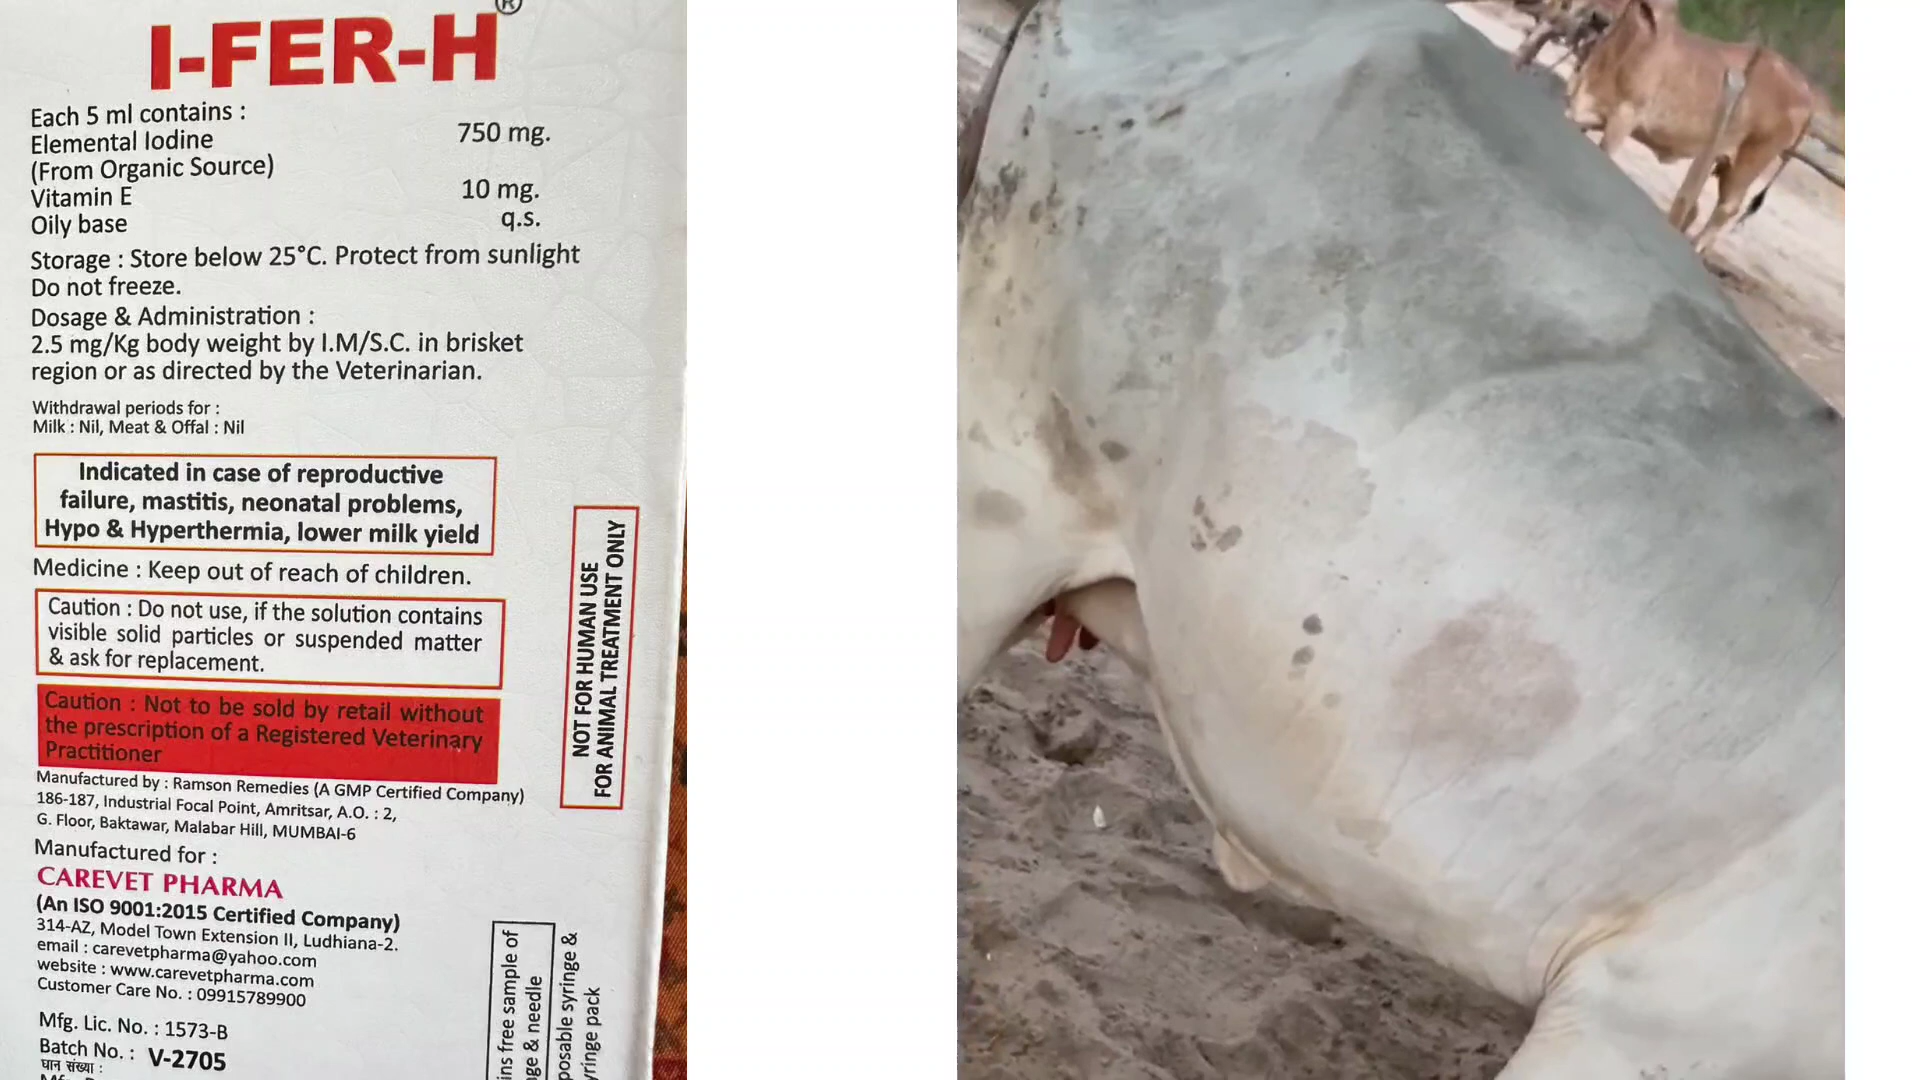 I-FER-H®
Each 5 ml contains :
Elemental Iodine 750 mg.
(From Organic Source)
Vitamin E 10 mg.
Oily base q.s.
Storage : Store below 25°C. Protect from sunlight
Do not freeze.
Dosage & Administration :
2.5 mg/Kg body weight by I.M/S.C. in brisket
region or as directed by the Veterinarian.
Withdrawal periods for :
Milk : Nil, Meat & Offal : Nil
Indicated in case of reproductive
failure, mastitis, neonatal problems,
Hypo & Hyperthermia, lower milk yield
Medicine : Keep out of reach of children.
Caution : Do not use, if the solution contains
visible solid particles or suspended matter
& ask for replacement.
Caution : Not to be sold by retail without
the prescription of a Registered Veterinary
Practitioner
Manufactured by : Ramson Remedies (A GMP Certified Company)
186-187, Industrial Focal Point, Amritsar, A.O. : 2,
G. Floor, Baktawar, Malabar Hill, MUMBAI-6
Manufactured for :
CAREVET PHARMA
(An ISO 9001:2015 Certified Company)
314-AZ, Model Town Extension II, Ludhiana-2.
email : carevetpharma@yahoo.com
website : www.carevetpharma.com
Customer Care No. : 09915789900
Mfg. Lic. No. : 1573-B
Batch No. : V-2705
घान संख्या :
NOT FOR HUMAN USE
FOR ANIMAL TREATMENT ONLY
free sample of
& needle
syringe &
pack